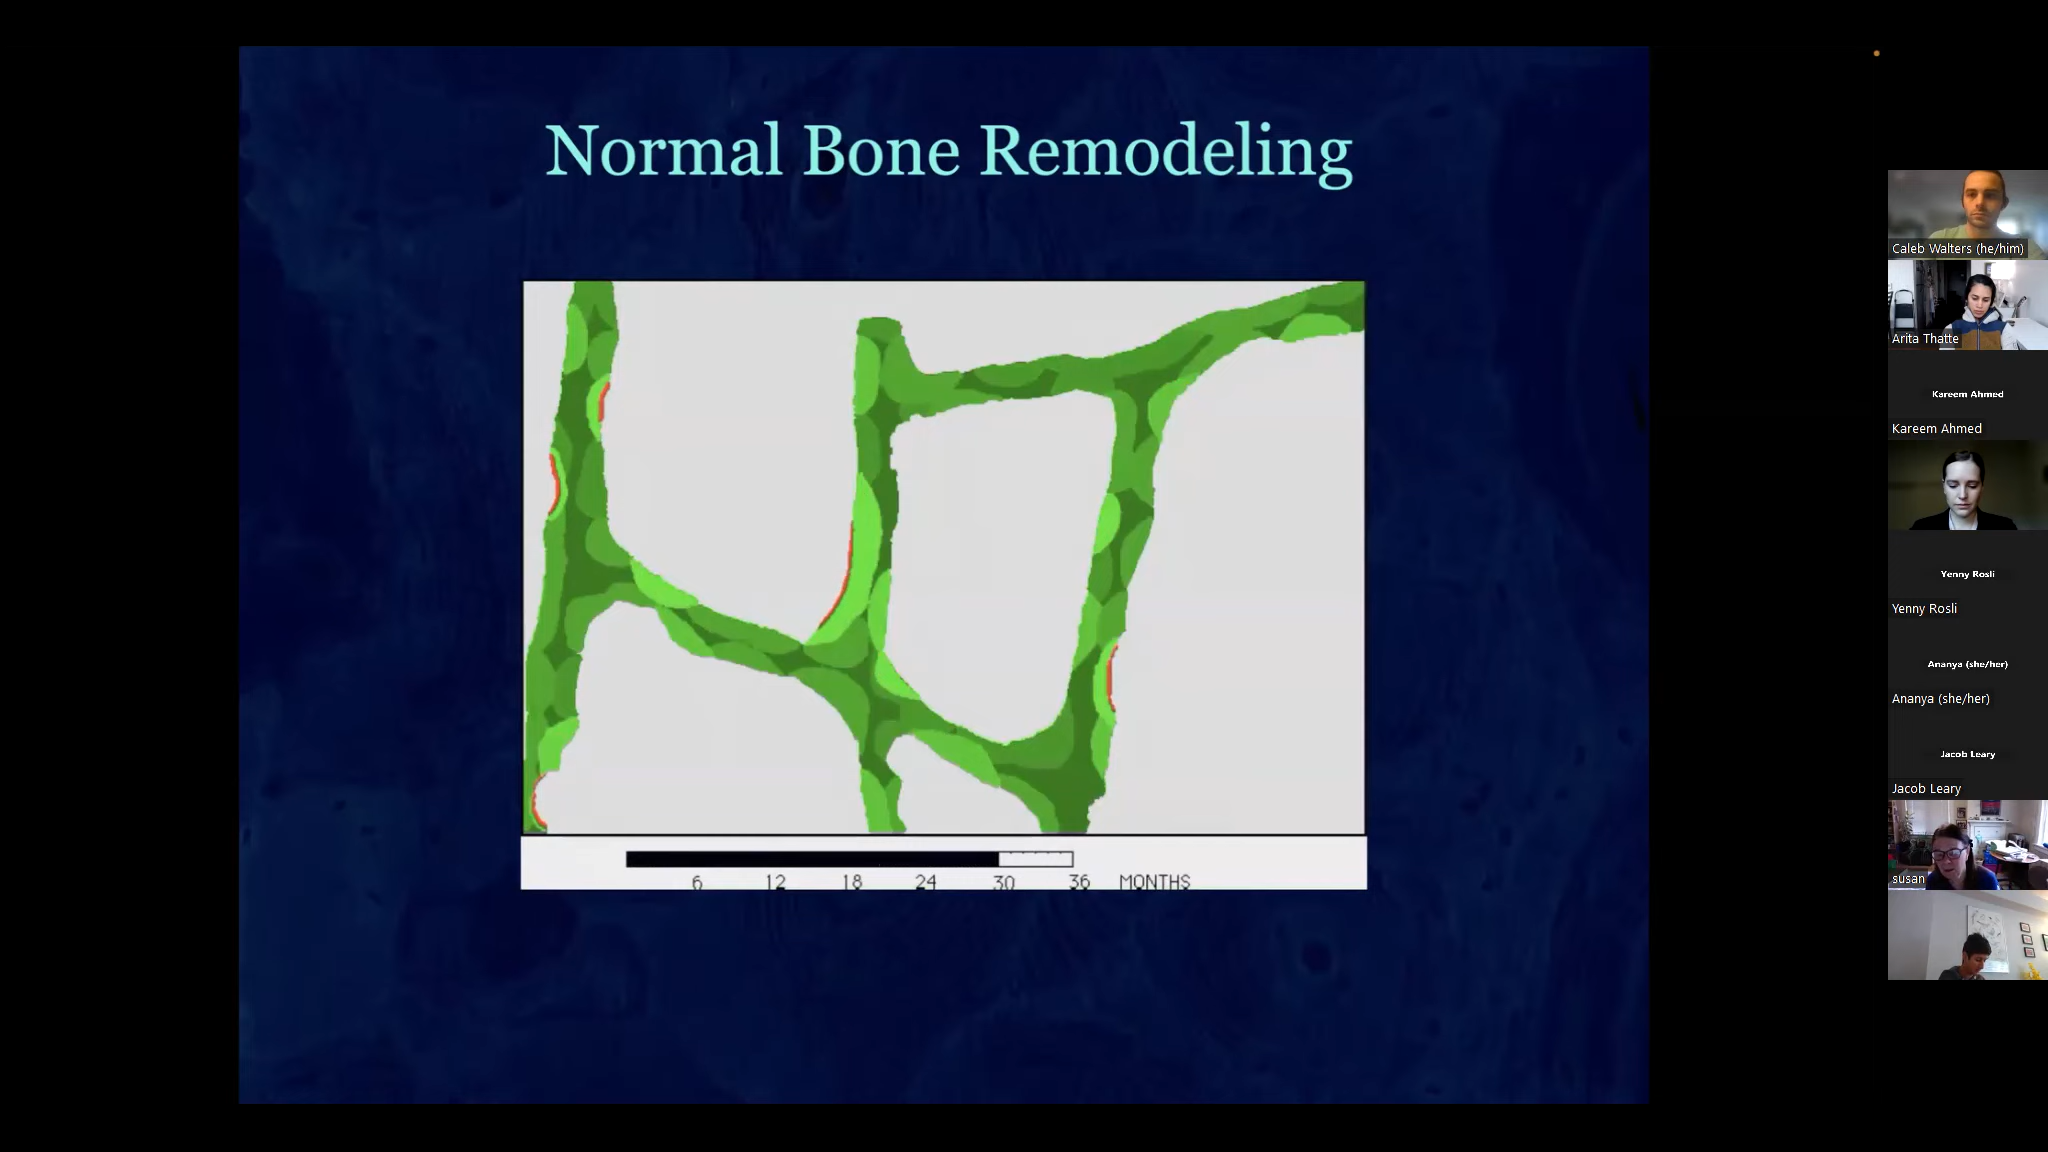 Normal Bone Remodeling
6 12 18 24 30 36 MONTHS
Caleb Walters (he/him)
Arita Thatte
Kareem Ahmed
Kareem Ahmed
Yenny Rosli
Yenny Rosli
Ananya (she/her)
Ananya (she/her)
Jacob Leary
Jacob Leary
susan